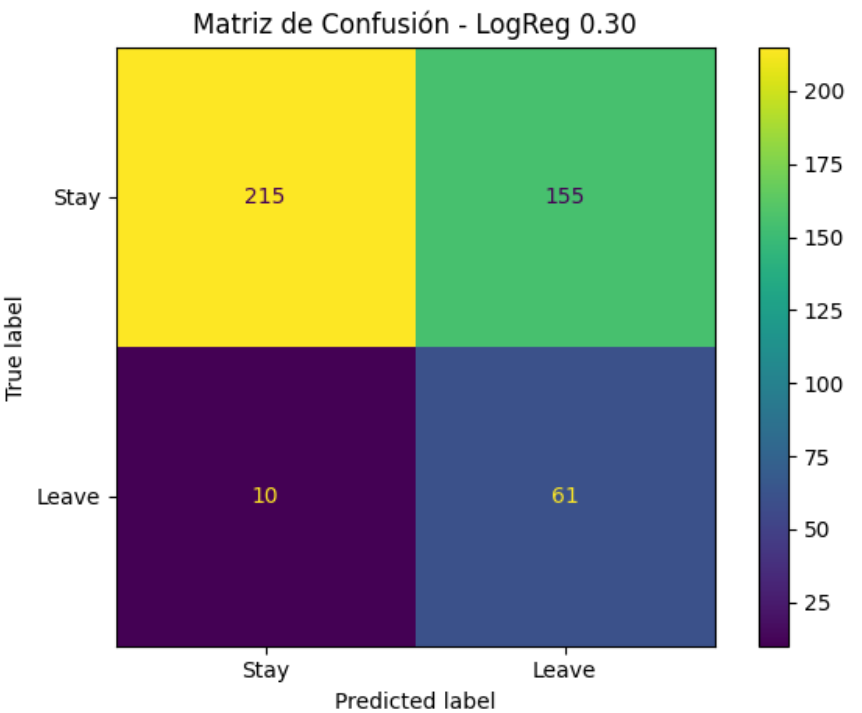 Matriz de Confusión - LogReg 0.30
True label
Stay
215
155
Leave
10
61
Stay
Leave
Predicted label
200
175
150
125
100
75
50
25